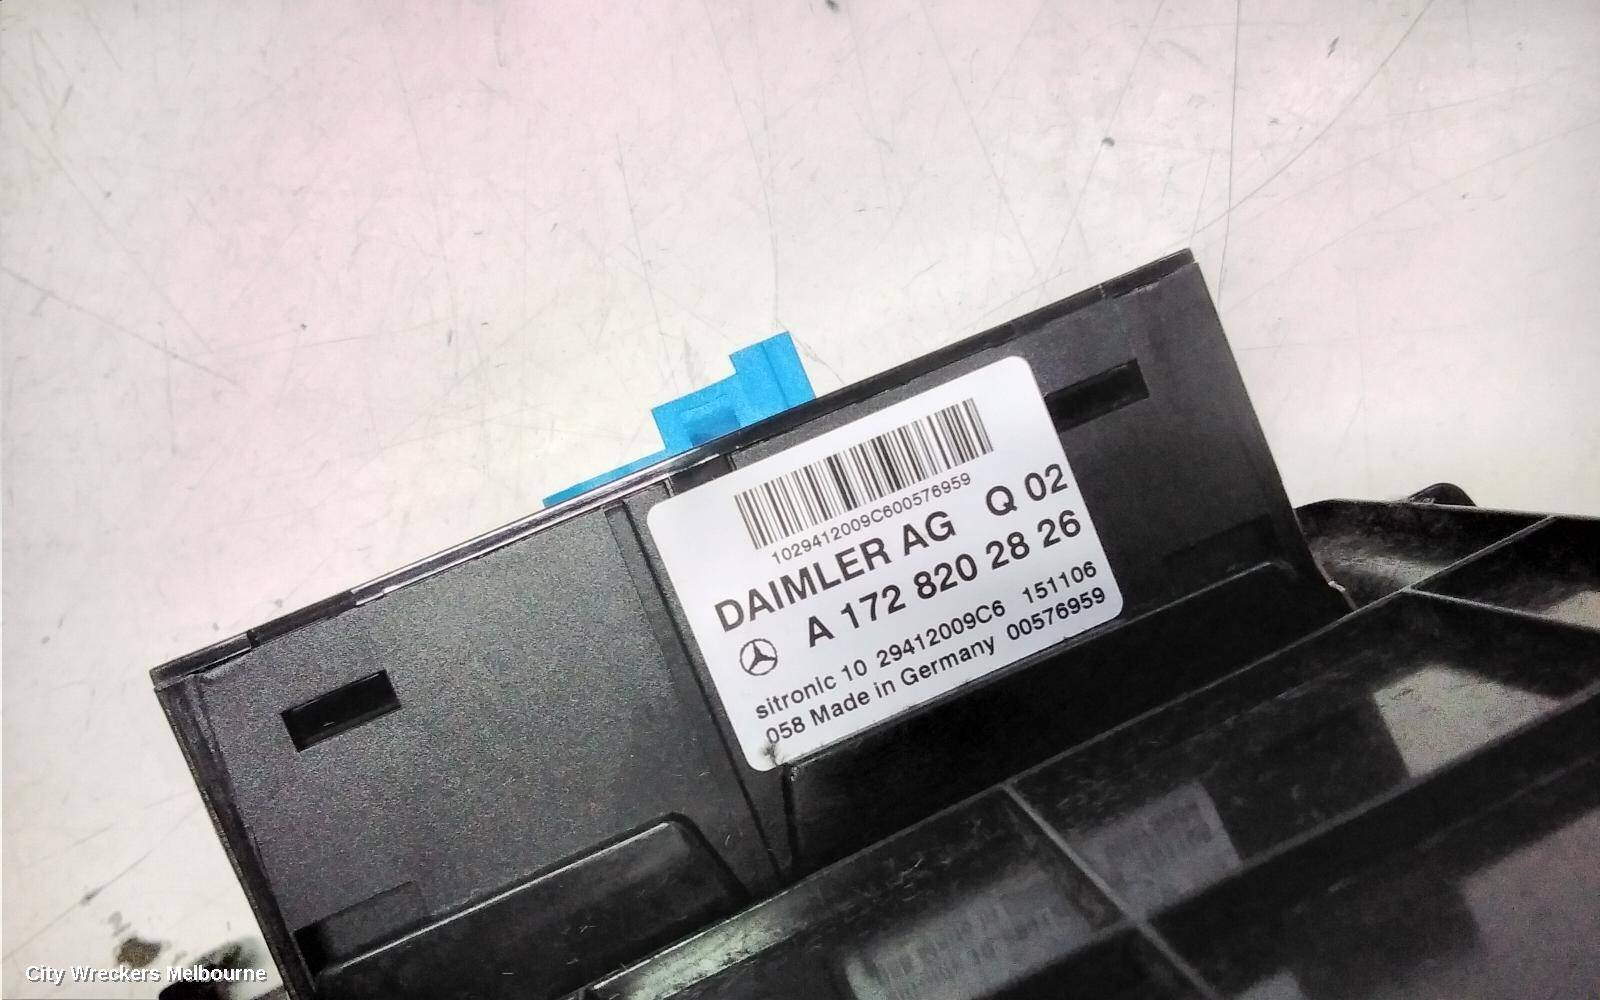 1029412009C600576959
DAIMLER AG Q 02
A 172 820 28 26
sitronic 10 29412009C6 151106
058 Made in Germany 00576959
City Wreckers Melbourne